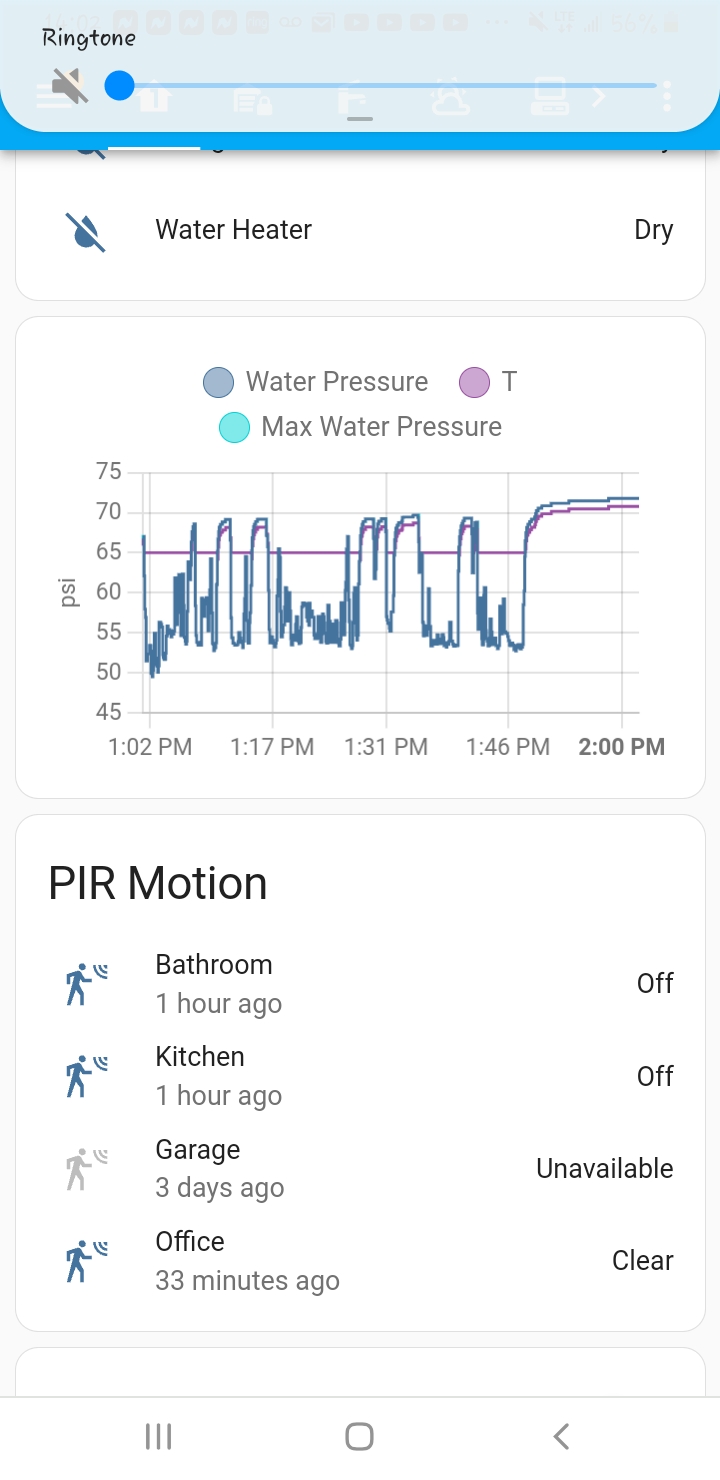 Ringtone
Water Heater Dry
Water Pressure T
Max Water Pressure
75
70
65
60
55
50
45
psi
1:02 PM 1:17 PM 1:31 PM 1:46 PM 2:00 PM
PIR Motion
Bathroom Off
1 hour ago
Kitchen Off
1 hour ago
Garage Unavailable
3 days ago
Office Clear
33 minutes ago